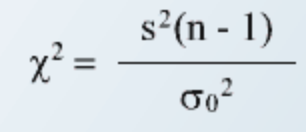 χ² = s²(n - 1) / σ₀²